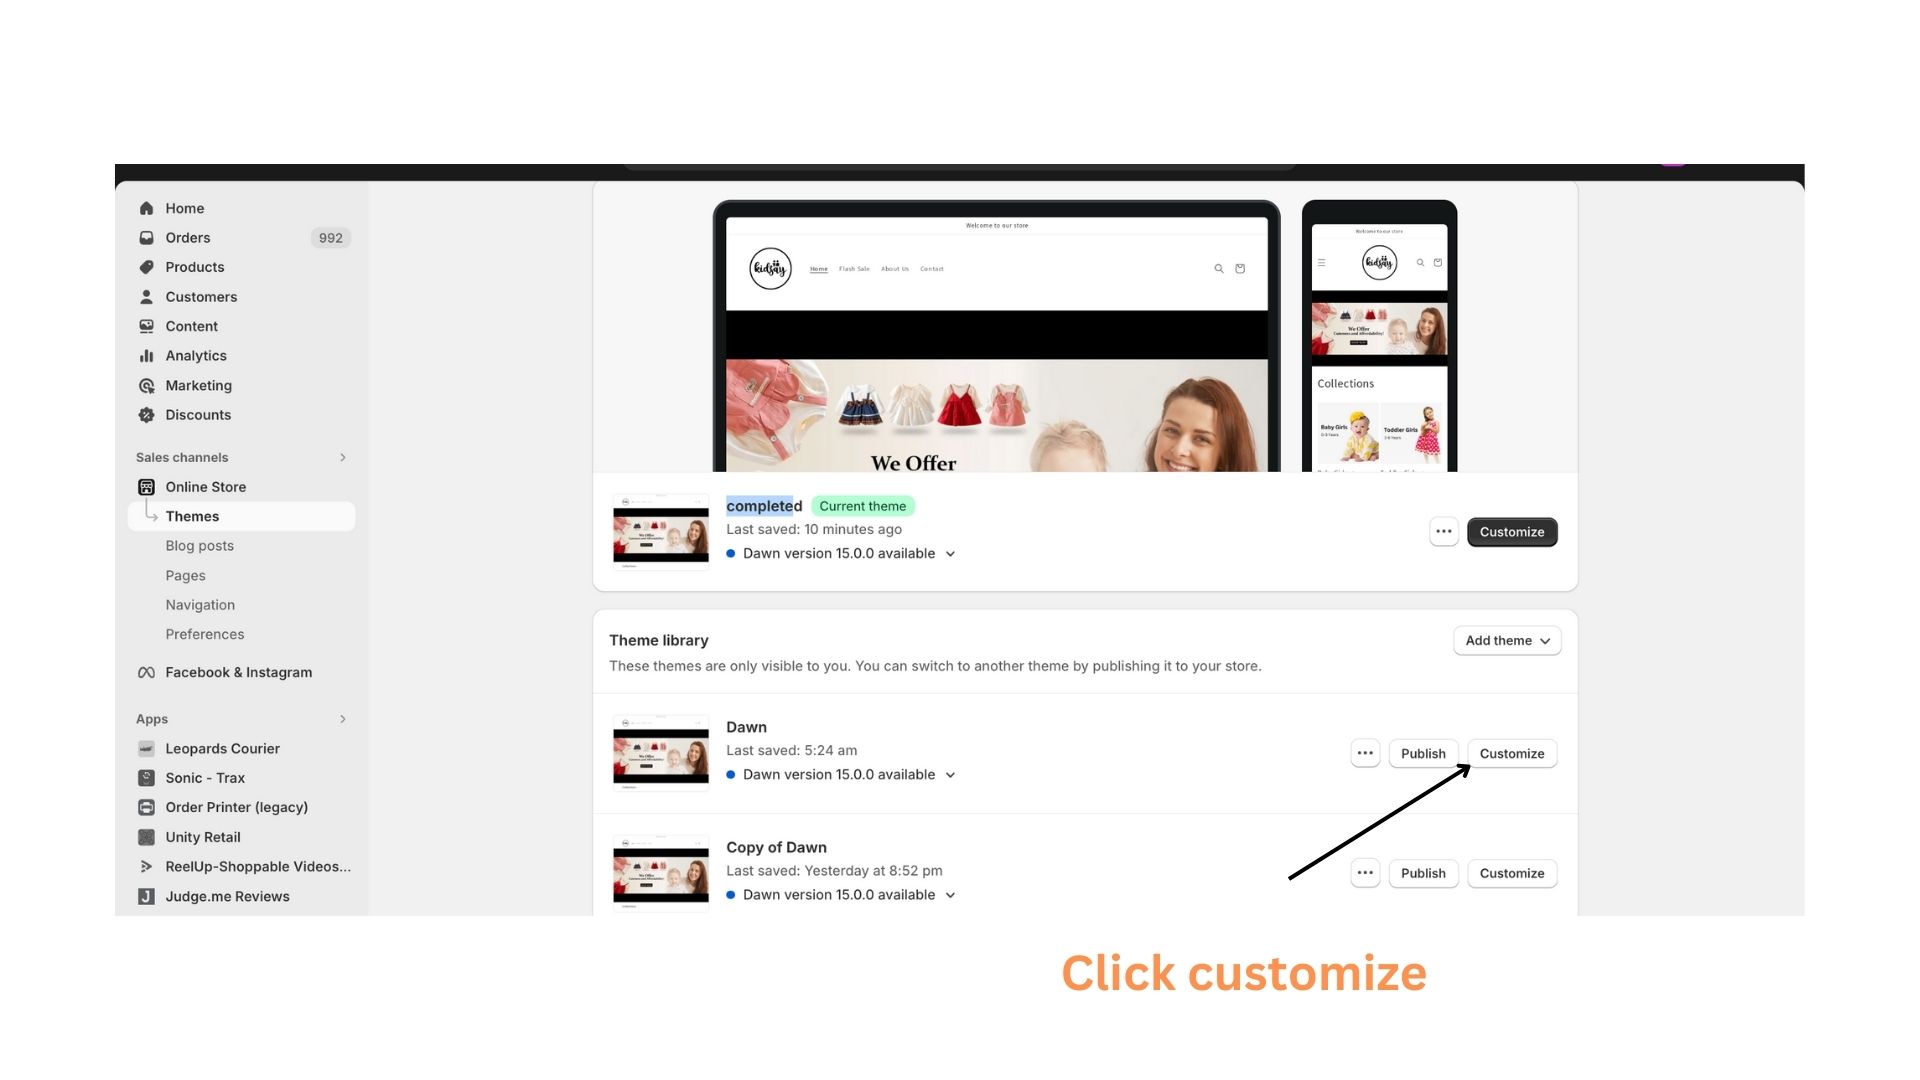 Home
Orders 992
Products
Customers
Content
Analytics
Marketing
Discounts
Sales channels
Online Store
Themes
Blog posts
Pages
Navigation
Preferences
Facebook & Instagram
Apps
Leopards Courier
Sonic - Trax
Order Printer (legacy)
Unity Retail
ReelUp-Shoppable Videos...
Judge.me Reviews
Welcome to our store
kidsay
Home Flash Sale About Us Contact
We Offer
Welcome to our store
kidsay
We Offer
Cuteness and Affordability!
Collections
Baby Girls
0-3 Years
Toddler Girls
completed Current theme
Last saved: 10 minutes ago
Dawn version 15.0.0 available
Customize
Theme library
Add theme
These themes are only visible to you. You can switch to another theme by publishing it to your store.
Dawn
Last saved: 5:24 am
Dawn version 15.0.0 available
Publish Customize
Copy of Dawn
Last saved: Yesterday at 8:52 pm
Dawn version 15.0.0 available
Publish Customize
Click customize